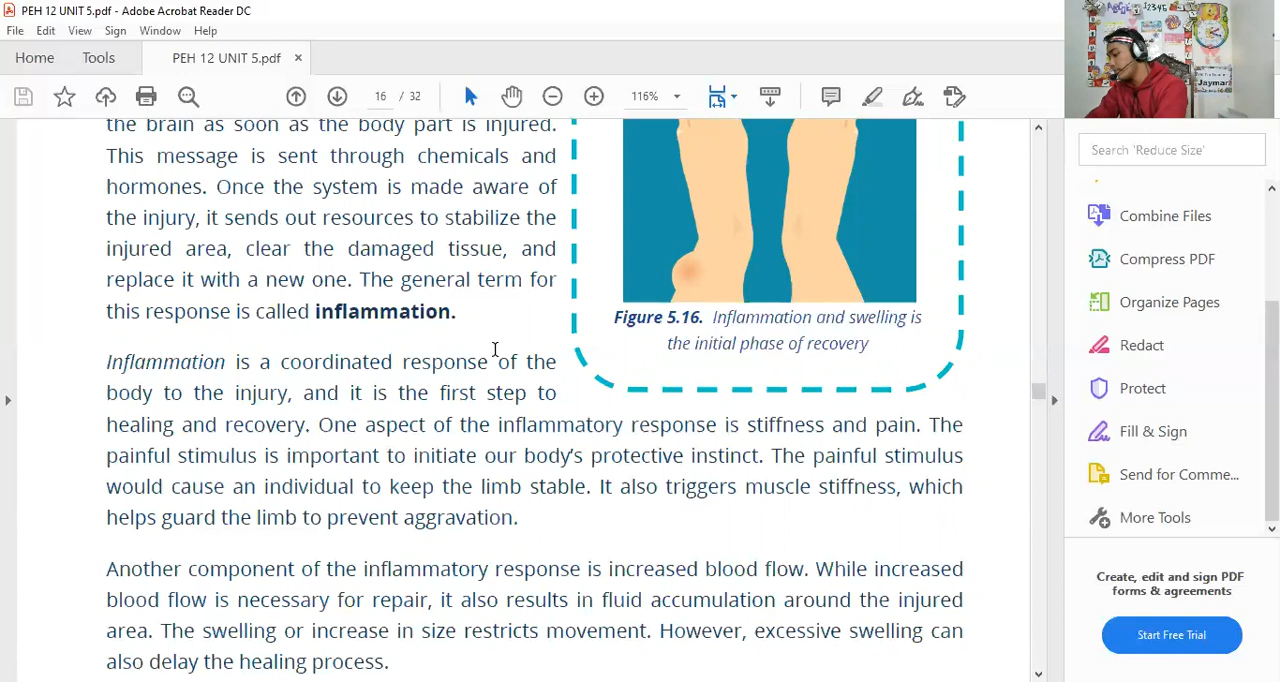 PEH 12 UNIT 5.pdf - Adobe Acrobat Reader DC
File Edit View Sign Window Help
Home Tools PEH 12 UNIT 5.pdf ×
16 / 32 116%
the brain as soon as the body part is injured.
This message is sent through chemicals and
hormones. Once the system is made aware of
the injury, it sends out resources to stabilize the
injured area, clear the damaged tissue, and
replace it with a new one. The general term for
this response is called inflammation.
Figure 5.16. Inflammation and swelling is
the initial phase of recovery
Inflammation is a coordinated response of the
body to the injury, and it is the first step to
healing and recovery. One aspect of the inflammatory response is stiffness and pain. The
painful stimulus is important to initiate our body's protective instinct. The painful stimulus
would cause an individual to keep the limb stable. It also triggers muscle stiffness, which
helps guard the limb to prevent aggravation.
Another component of the inflammatory response is increased blood flow. While increased
blood flow is necessary for repair, it also results in fluid accumulation around the injured
area. The swelling or increase in size restricts movement. However, excessive swelling can
also delay the healing process.
Jaymar
Search 'Reduce Size'
Combine Files
Compress PDF
Organize Pages
Redact
Protect
Fill & Sign
Send for Comme...
More Tools
Create, edit and sign PDF
forms & agreements
Start Free Trial